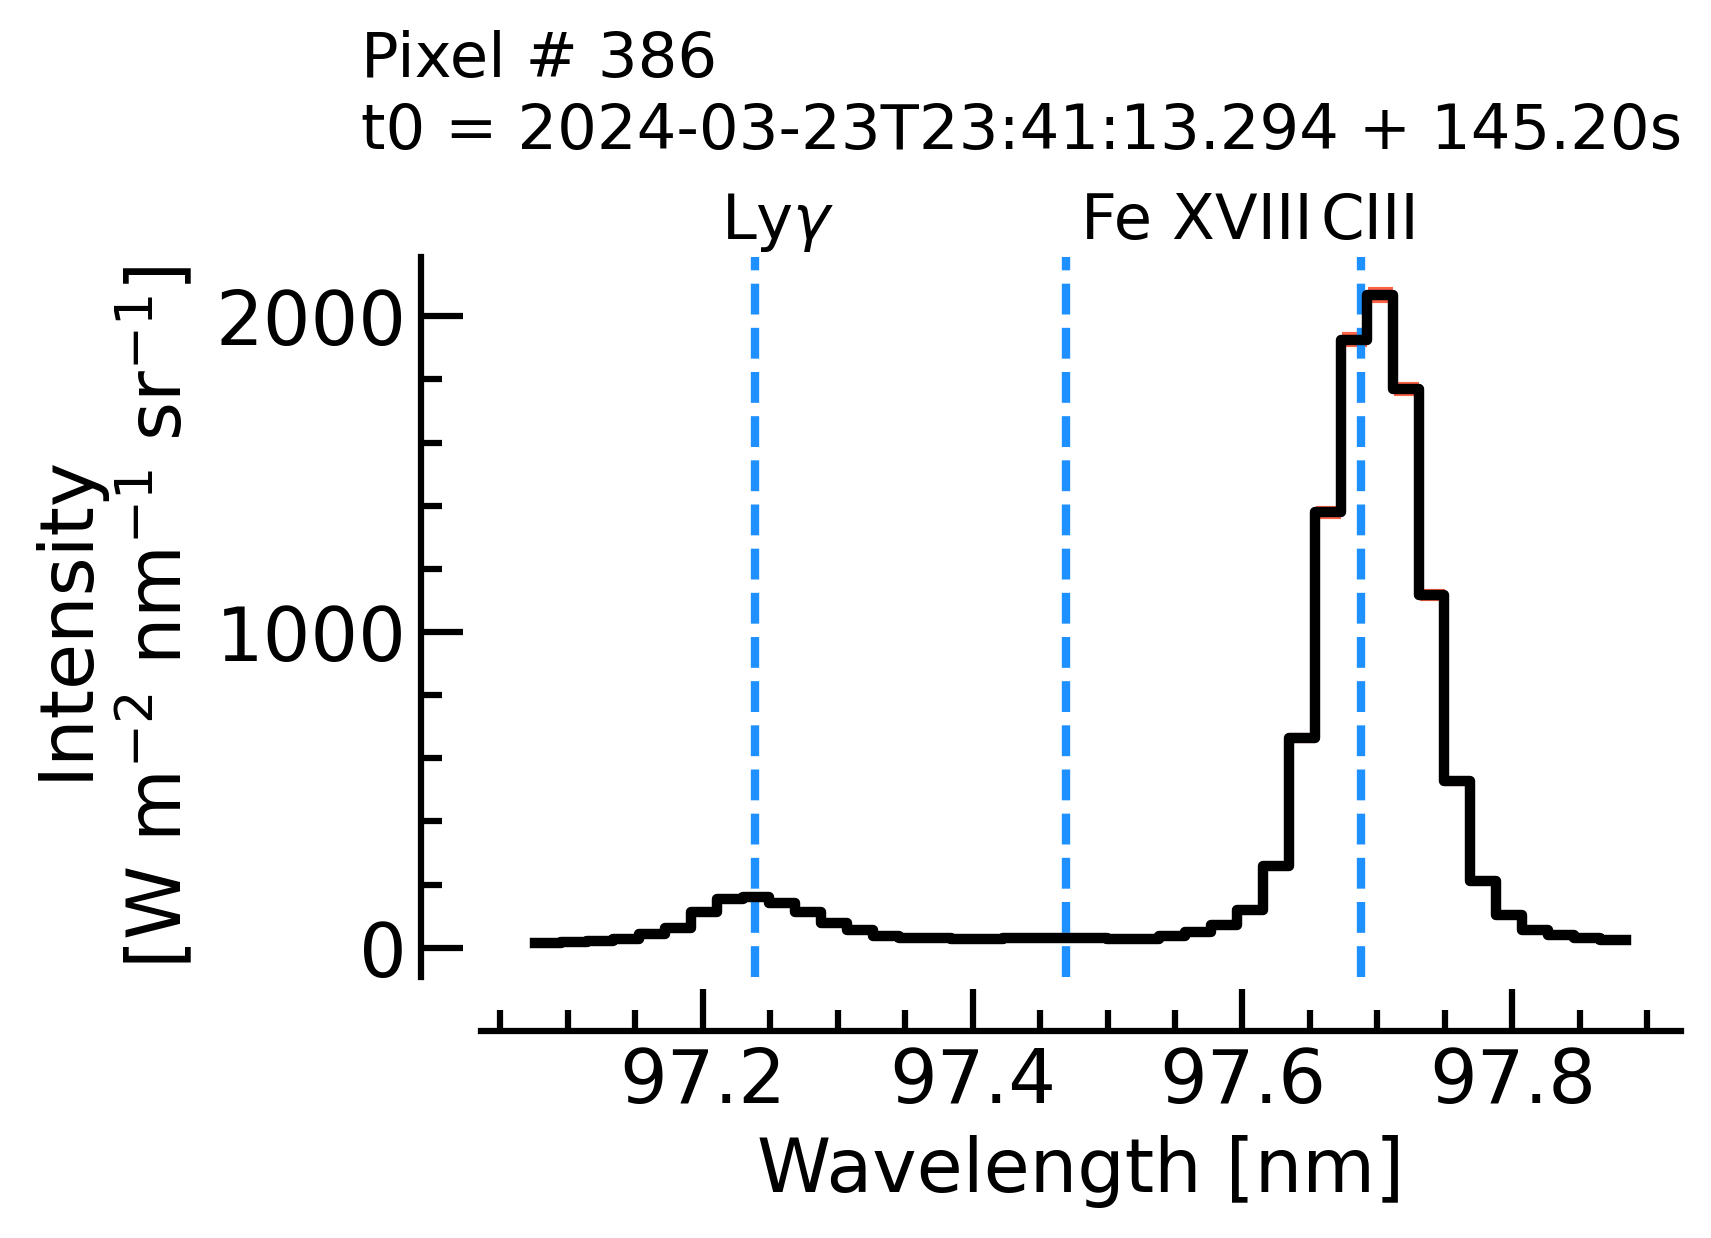 Pixel # 386
t0 = 2024-03-23T23:41:13.294 + 145.20s
Lyγ Fe XVIII CIII
Intensity
[W m⁻² nm⁻¹ sr⁻¹]
2000
1000
0
97.2 97.4 97.6 97.8
Wavelength [nm]